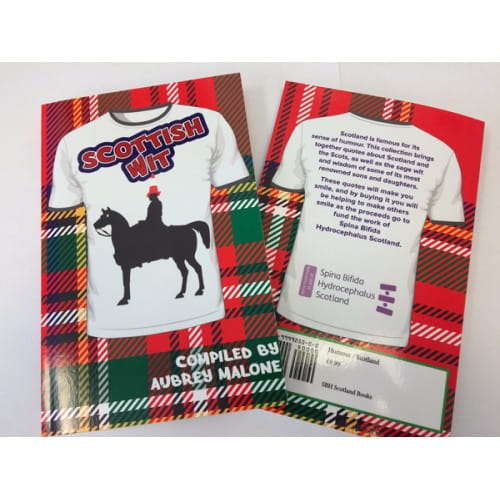 SCOTTISH
WIT
COMPILED BY
AUBREY MALONE
Scotland is famous for its
sense of humour. This collection brings
together quotes about Scotland and
the Scots, as well as the sage wit
and wisdom of some of its most
renowned sons and daughters.
These quotes will make you
smile, and by buying it you will
be helping to make others
smile as the proceeds go to
fund the work of
Spina Bifida
Hydrocephalus Scotland.
Spina Bifida
Hydrocephalus
Scotland
Humour / Scotland
£9.99
SBH Scotland Books